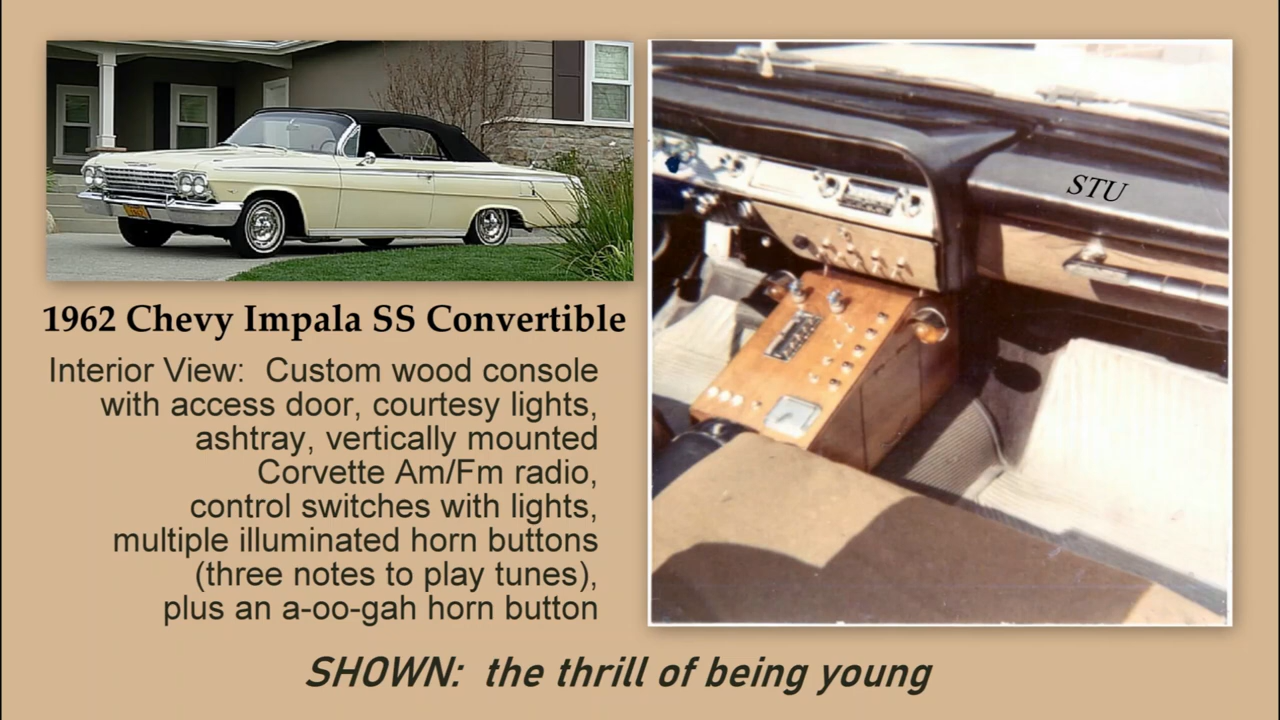 1962 Chevy Impala SS Convertible
Interior View:  Custom wood console
with access door, courtesy lights,
ashtray, vertically mounted
Corvette Am/Fm radio,
control switches with lights,
multiple illuminated horn buttons
(three notes to play tunes),
plus an a-oo-gah horn button
STU
SHOWN:  the thrill of being young